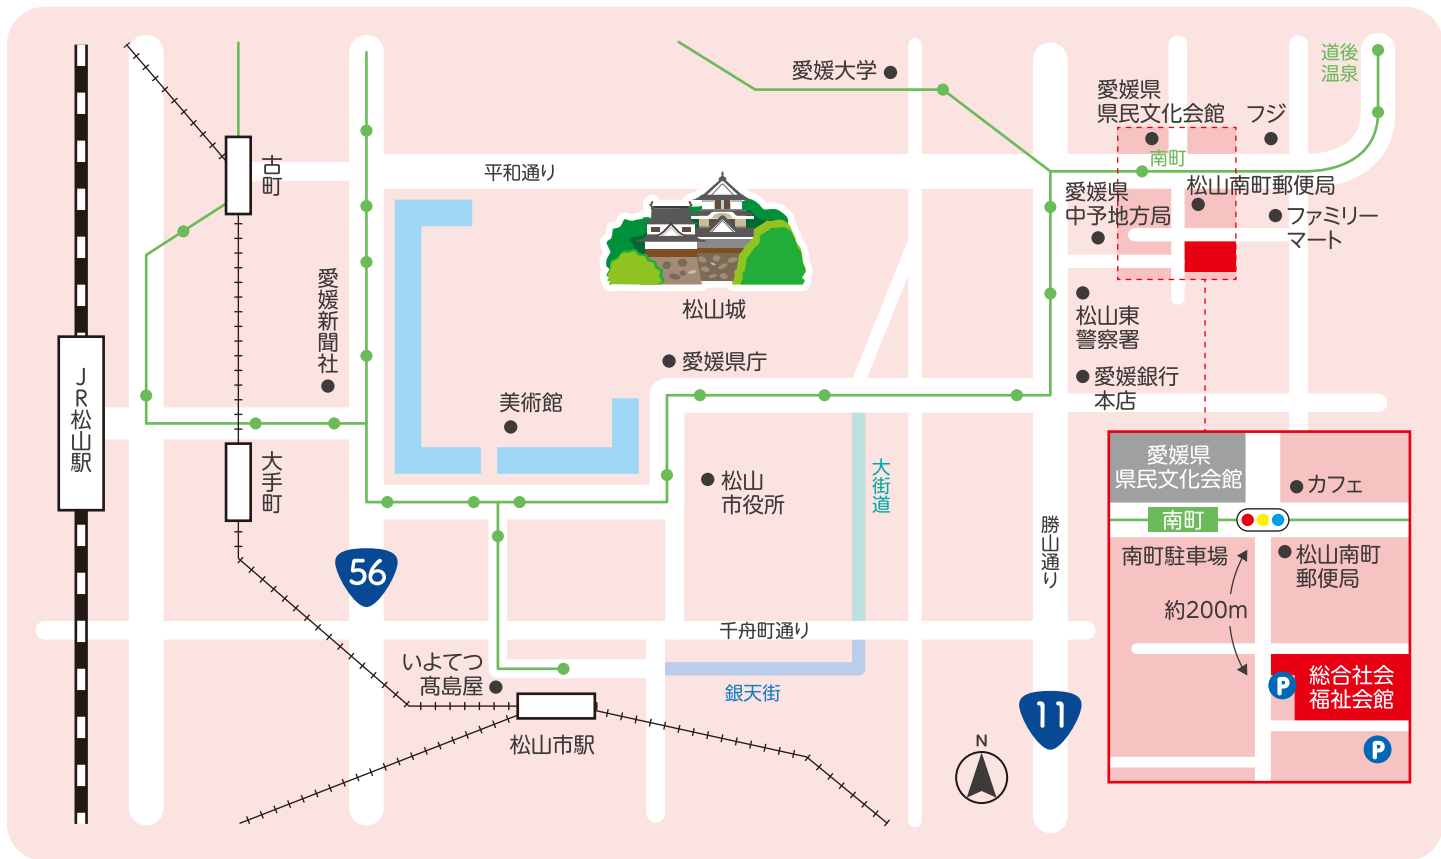 愛媛大学
愛媛県
県民文化会館
フジ
道後
温泉
南町
古町
平和通り
愛媛県
中予地方局
松山南町郵便局
ファミリー
マート
愛媛新聞社
松山城
松山東
警察署
愛媛県庁
愛媛銀行
本店
JR松山駅
美術館
大手町
松山
市役所
大街道
勝山通り
56
千舟町通り
いよてつ
髙島屋
銀天街
松山市駅
11
N
愛媛県
県民文化会館
カフェ
南町
南町駐車場
松山南町
郵便局
約200m
総合社会
福祉会館
P
P